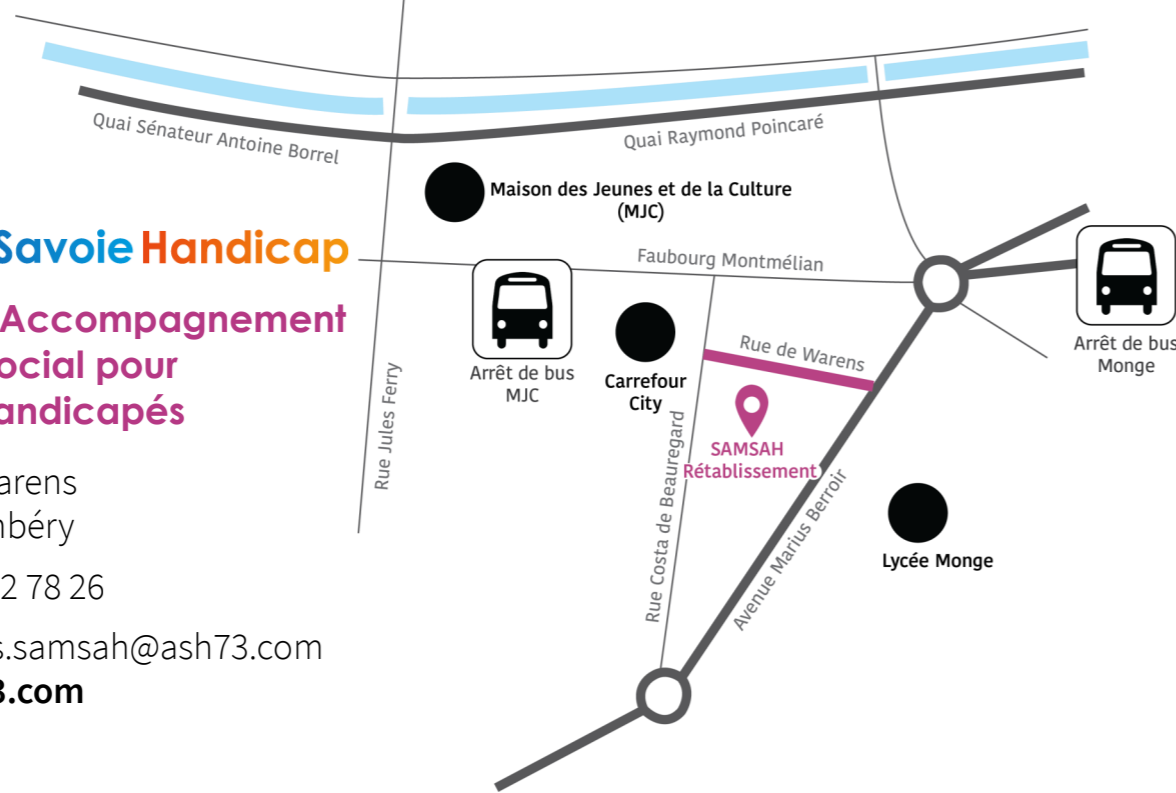 Quai Sénateur Antoine Borrel
Quai Raymond Poincaré
Maison des Jeunes et de la Culture
(MJC)
Savoie Handicap
Accompagnement
ocial pour
andicapés
arens
nbéry
2 78 26
s.samsah@ash73.com
3.com
Faubourg Montmélian
Rue Jules Ferry
Arrêt de bus
MJC
Carrefour
City
Rue de Warens
Arrêt de bus
Monge
SAMSAH
Rétablissement
Rue Costa de Beauregard
Avenue Marius Berroir
Lycée Monge